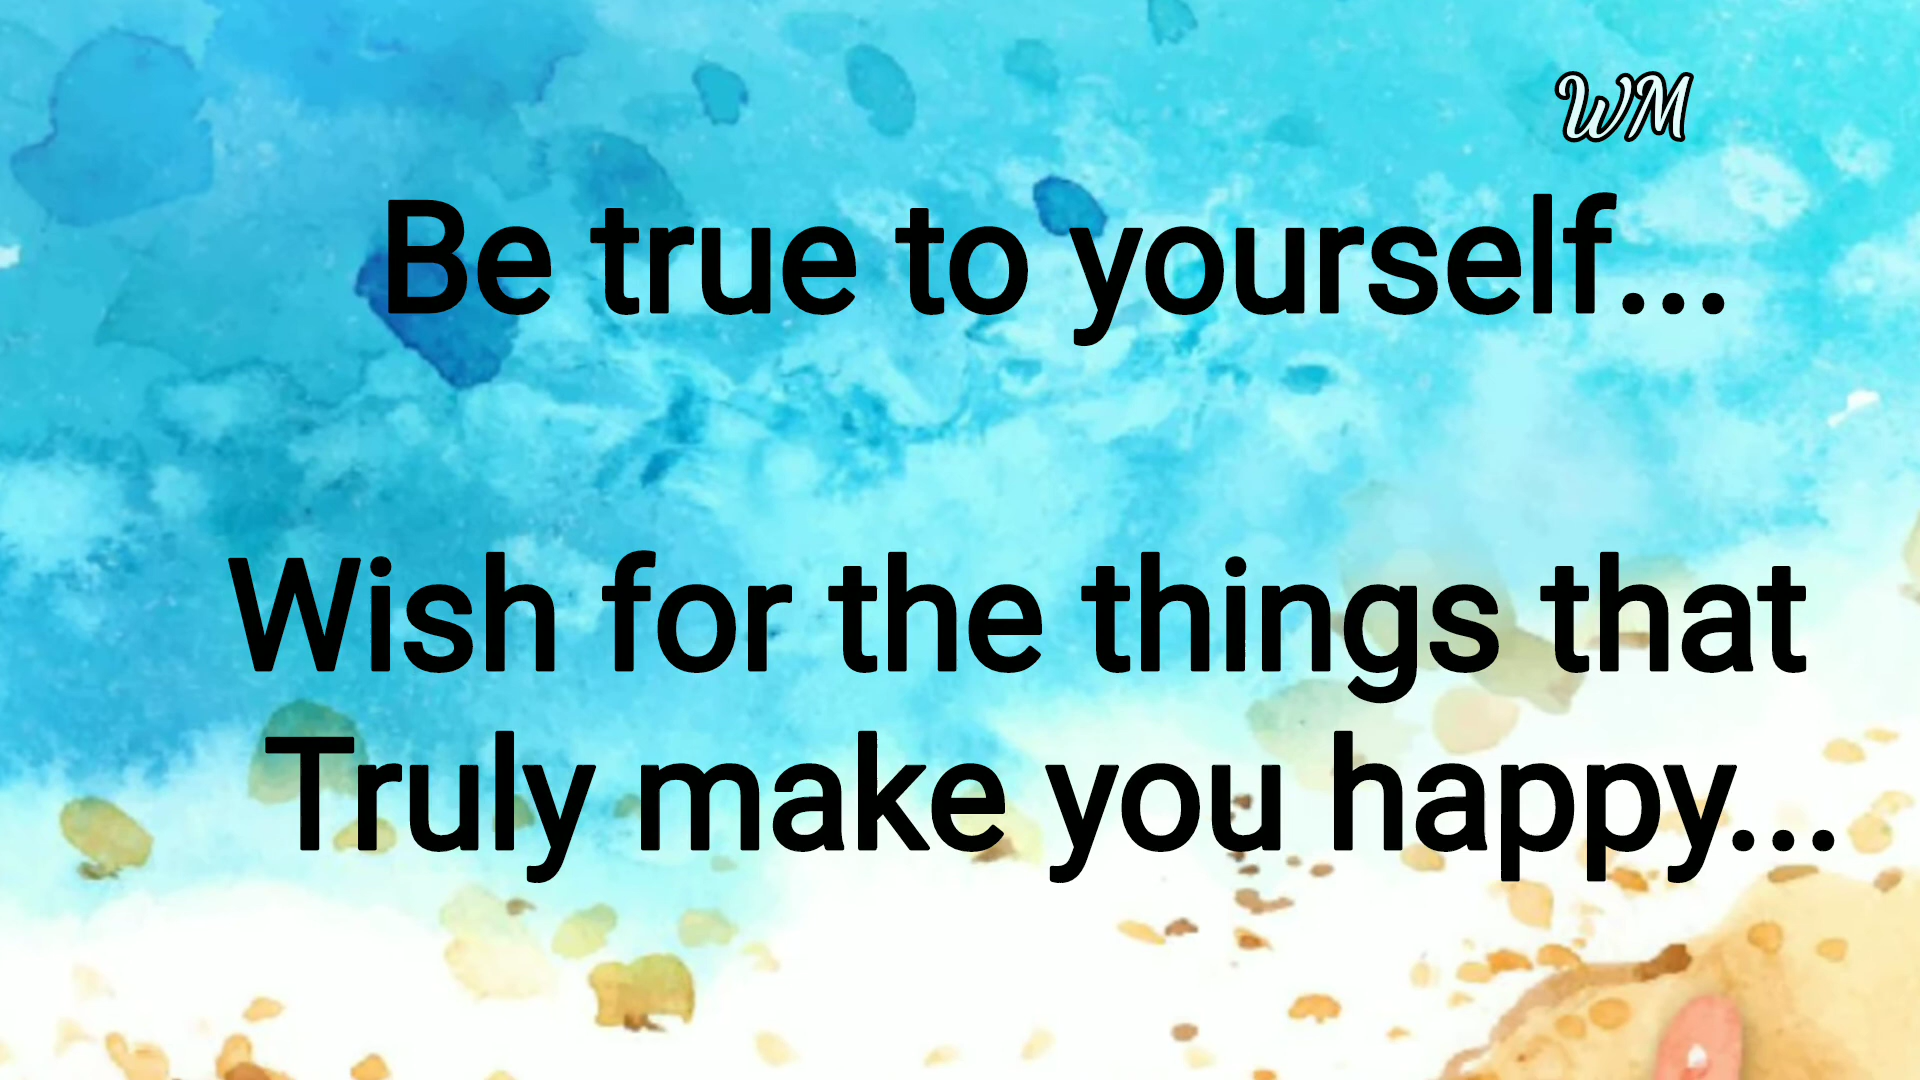 WM
Be true to yourself...
Wish for the things that
Truly make you happy...